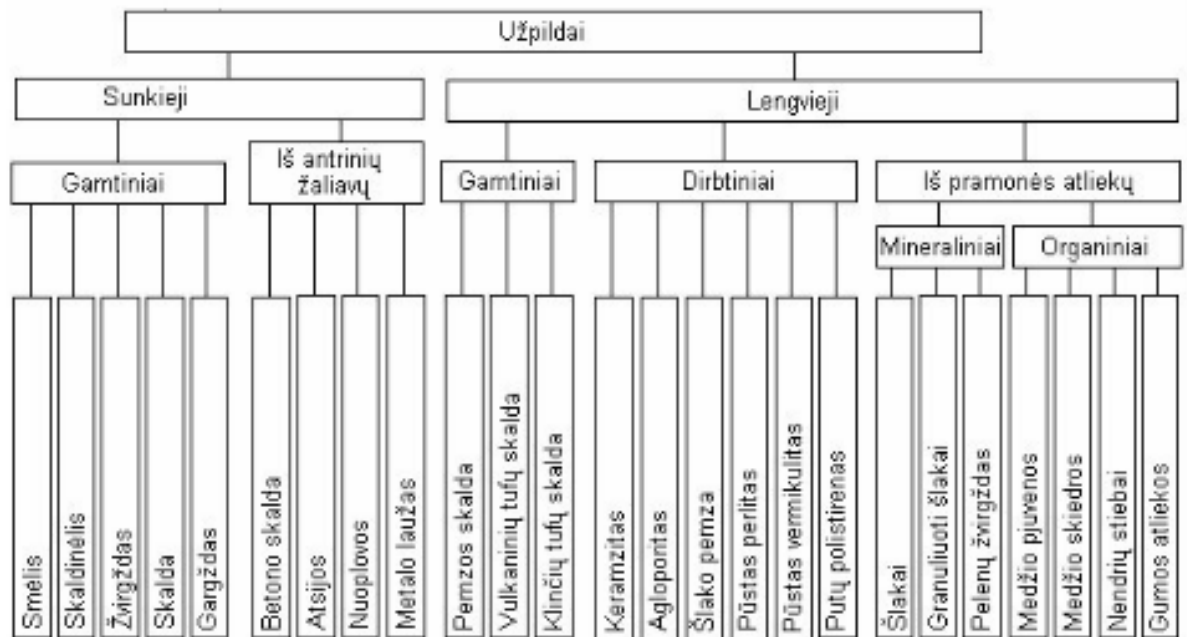 Užpildai
Sunkieji
Lengvieji
Iš antrinių
žaliavų
Gamtiniai
Gamtiniai
Dirbtiniai
Iš pramonės atliekų
Mineraliniai
Organiniai
Smėlis
Skaldinėlis
Žvirgždas
Skalda
Gargždas
Betono skalda
Atsijos
Nuoplovos
Metalo laužas
Pemzos skalda
Vulkaninių tufų skalda
Klinčių tufų skalda
Keramzitas
Agloporitas
Šlako pemza
Pūstas perlitas
Pūstas vermikulitas
Putų polistirenas
Šlakai
Granuliuoti šlakai
Pelenų žvirgždas
Medžio pjuvenos
Medžio skiedros
Nendrių stiebai
Gumos atliekos